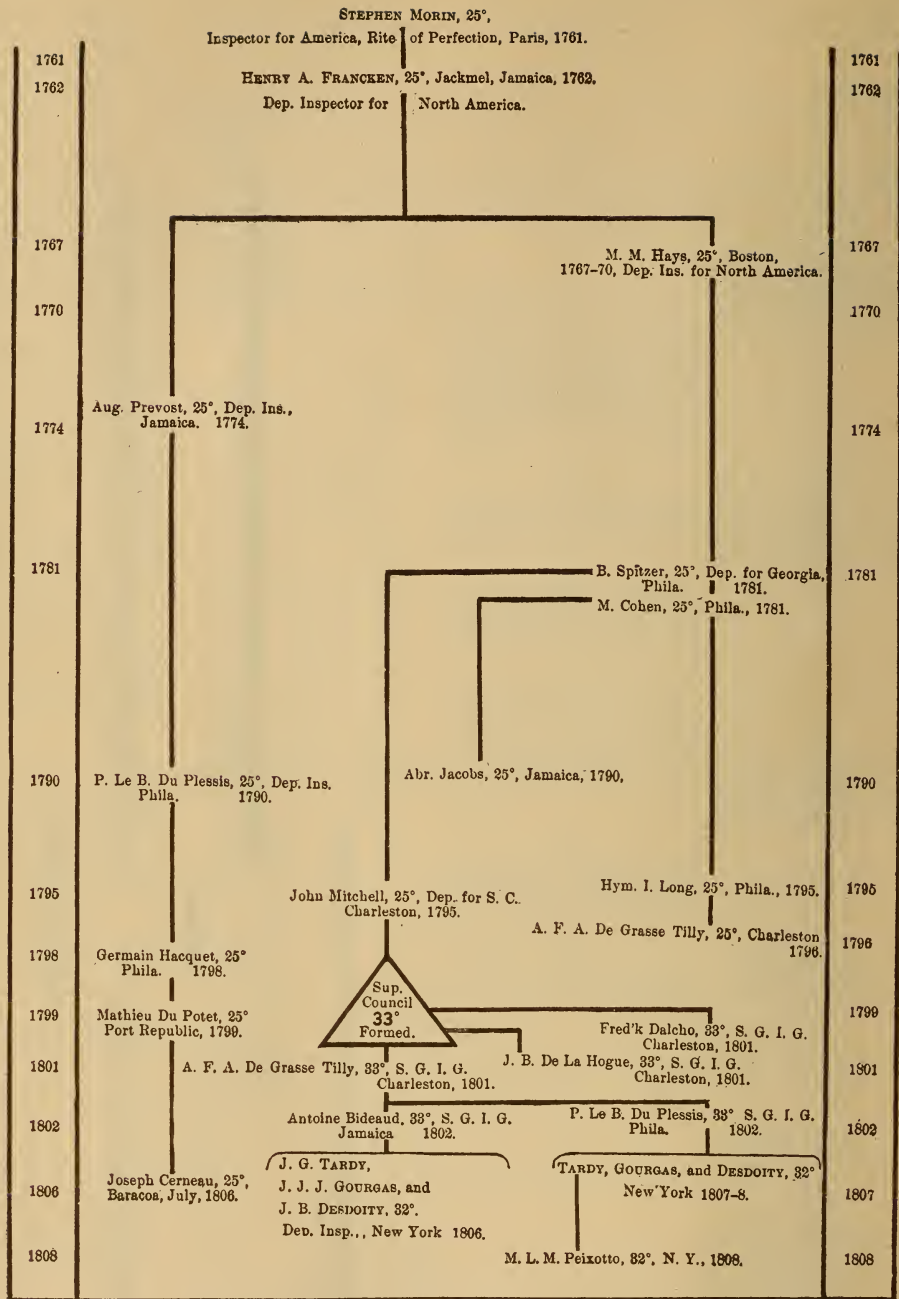 STEPHEN MORIN, 25°,
Inspector for America, Rite of Perfection, Paris, 1761.
1761 1761
HENRY A. FRANCKEN, 25°, Jackmel, Jamaica, 1762.
1762 1762
Dep. Inspector for North America.
1767 1767
M. M. Hays, 25°, Boston,
1767-70, Dep. Ins. for North America.
1770 1770
Aug. Prevost, 25°, Dep. Ins.,
Jamaica. 1774.
1774 1774
1781 1781
B. Spitzer, 25°, Dep. for Georgia,
Phila. 1781.
M. Cohen, 25°, Phila., 1781.
1790 1790
P. Le B. Du Plessis, 25°, Dep. Ins.
Phila. 1790.
Abr. Jacobs, 25°, Jamaica, 1790,
1795 1795
John Mitchell, 25°, Dep. for S. C.
Charleston, 1795.
Hym. I. Long, 25°, Phila., 1795.
A. F. A. De Grasse Tilly, 25°, Charleston
1796.
1798 1796
Germain Hacquet, 25°
Phila. 1798.
Sup.
Council
33°
Formed.
1799 1799
Mathieu Du Potet, 25°
Port Republic, 1799.
Fred'k Dalcho, 33°, S. G. I. G.
Charleston, 1801.
1801 1801
A. F. A. De Grasse Tilly, 33°, S. G. I. G.
Charleston, 1801.
J. B. De La Hogue, 33°, S. G. I. G.
Charleston, 1801.
1802 1802
Antoine Bideaud, 33°, S. G. I. G.
Jamaica 1802.
P. Le B. Du Plessis, 33° S. G. I. G.
Phila. 1802.
1806 1807
Joseph Cerneau, 25°,
Baracoa, July, 1806.
J. G. TARDY,
J. J. J. GOURGAS, and
J. B. DESDOITY, 32°.
Dep. Insp.,, New York 1806.
TARDY, GOURGAS, and DESDOITY, 32°
New York 1807-8.
1808 1808
M. L. M. Peixotto, 32°, N. Y., 1808.